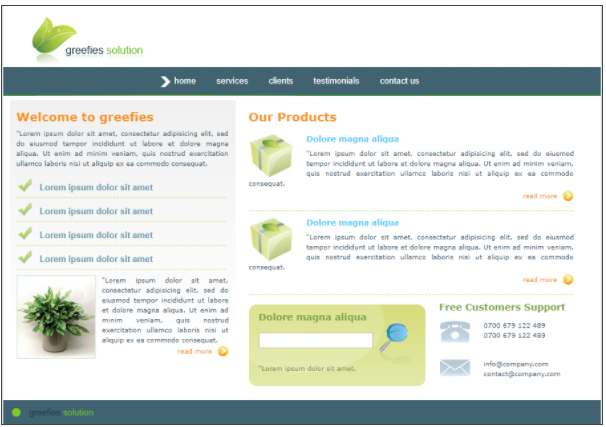 greefies solution
home services clients testimonials contact us
Welcome to greefies
"Lorem ipsum dolor sit amet, consectetur adipisicing elit, sed
do eiusmod tempor incididunt ut labore et dolore magna
aliqua. Ut enim ad minim veniam, quis nostrud exercitation
ullamco laboris nisi ut aliquip ex ea commodo consequat.
Lorem ipsum dolor sit amet
Lorem ipsum dolor sit amet
Lorem ipsum dolor sit amet
Lorem ipsum dolor sit amet
"Lorem ipsum dolor sit amet,
consectetur adipisicing elit, sed do
eiusmod tempor incididunt ut labore
et dolore magna aliqua. Ut enim ad
minim veniam, quis nostrud
exercitation ullamco laboris nisi ut
aliquip ex ea commodo consequat.
read more
Our Products
Dolore magna aliqua
"Lorem ipsum dolor sit amet, consectetur adipisicing elit, sed do eiusmod
tempor incididunt ut labore et dolore magna aliqua. Ut enim ad minim veniam,
quis nostrud exercitation ullamco laboris nisi ut aliquip ex ea commodo
consequat.
read more
Dolore magna aliqua
"Lorem ipsum dolor sit amet, consectetur adipisicing elit, sed do eiusmod
tempor incididunt ut labore et dolore magna aliqua. Ut enim ad minim veniam,
quis nostrud exercitation ullamco laboris nisi ut aliquip ex ea commodo
consequat.
read more
Dolore magna aliqua
"Lorem ipsum dolor sit amet.
Free Customers Support
0700 679 122 489
0700 679 122 489
info@company.com
contact@company.com
greefies solution